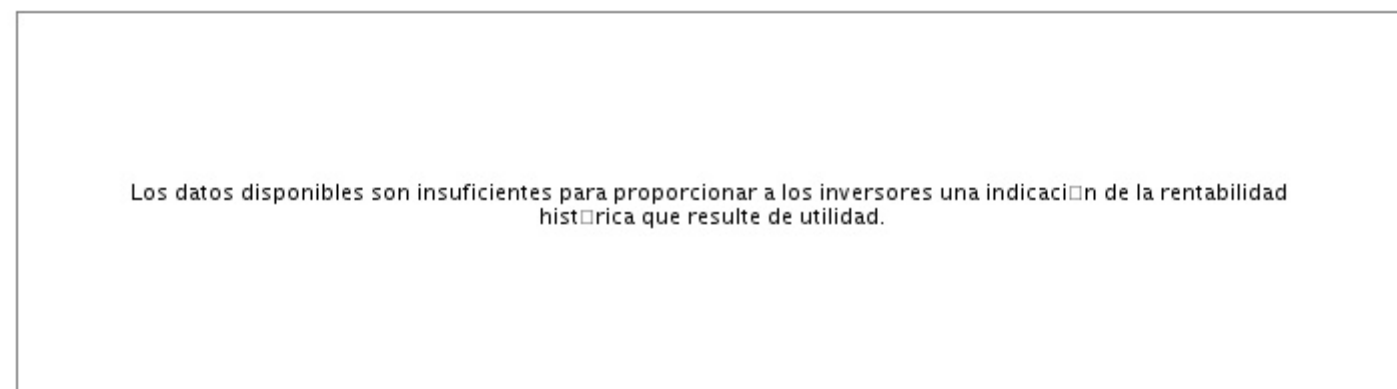 Los datos disponibles son insuficientes para proporcionar a los inversores una indicaci□n de la rentabilidad
hist□rica que resulte de utilidad.